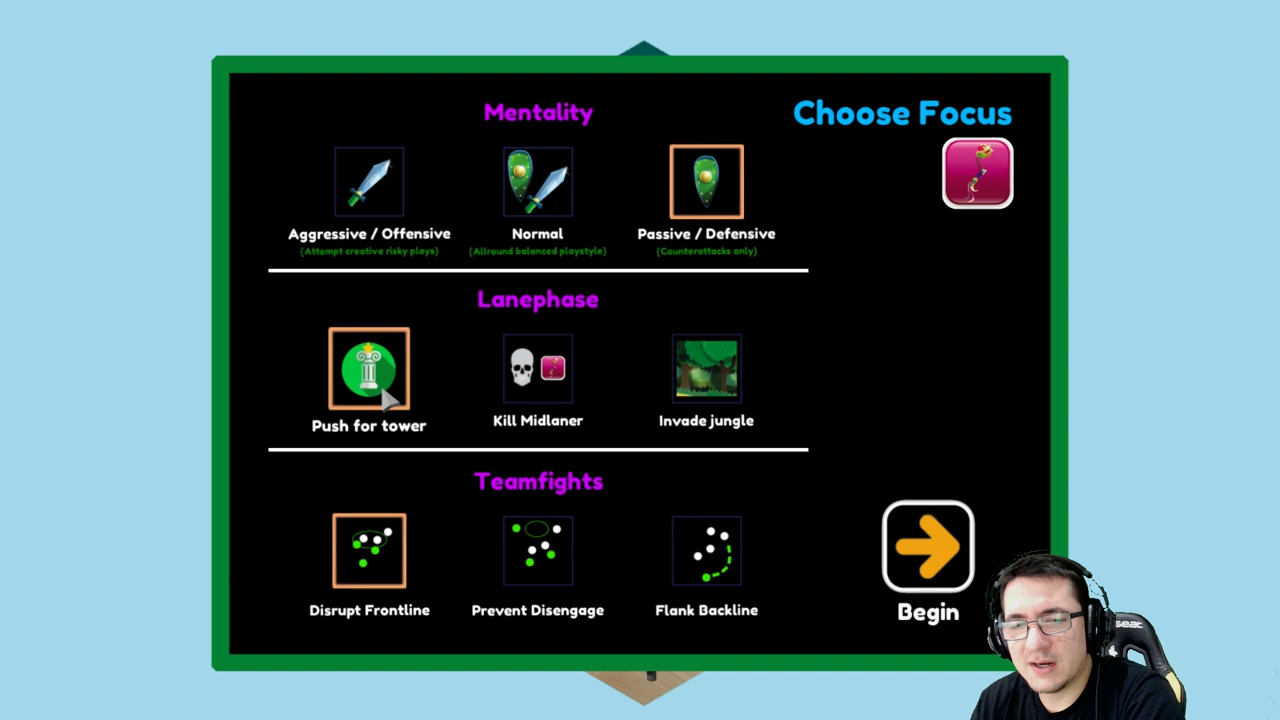 Mentality
Choose Focus
Aggressive / Offensive
Normal
Passive / Defensive
(Attempt creative risky plays)
(Allround balanced playstyle)
(Counterattacks only)
Lanephase
Push for tower
Kill Midlaner
Invade jungle
Teamfights
Disrupt Frontline
Prevent Disengage
Flank Backline
Begin
seat